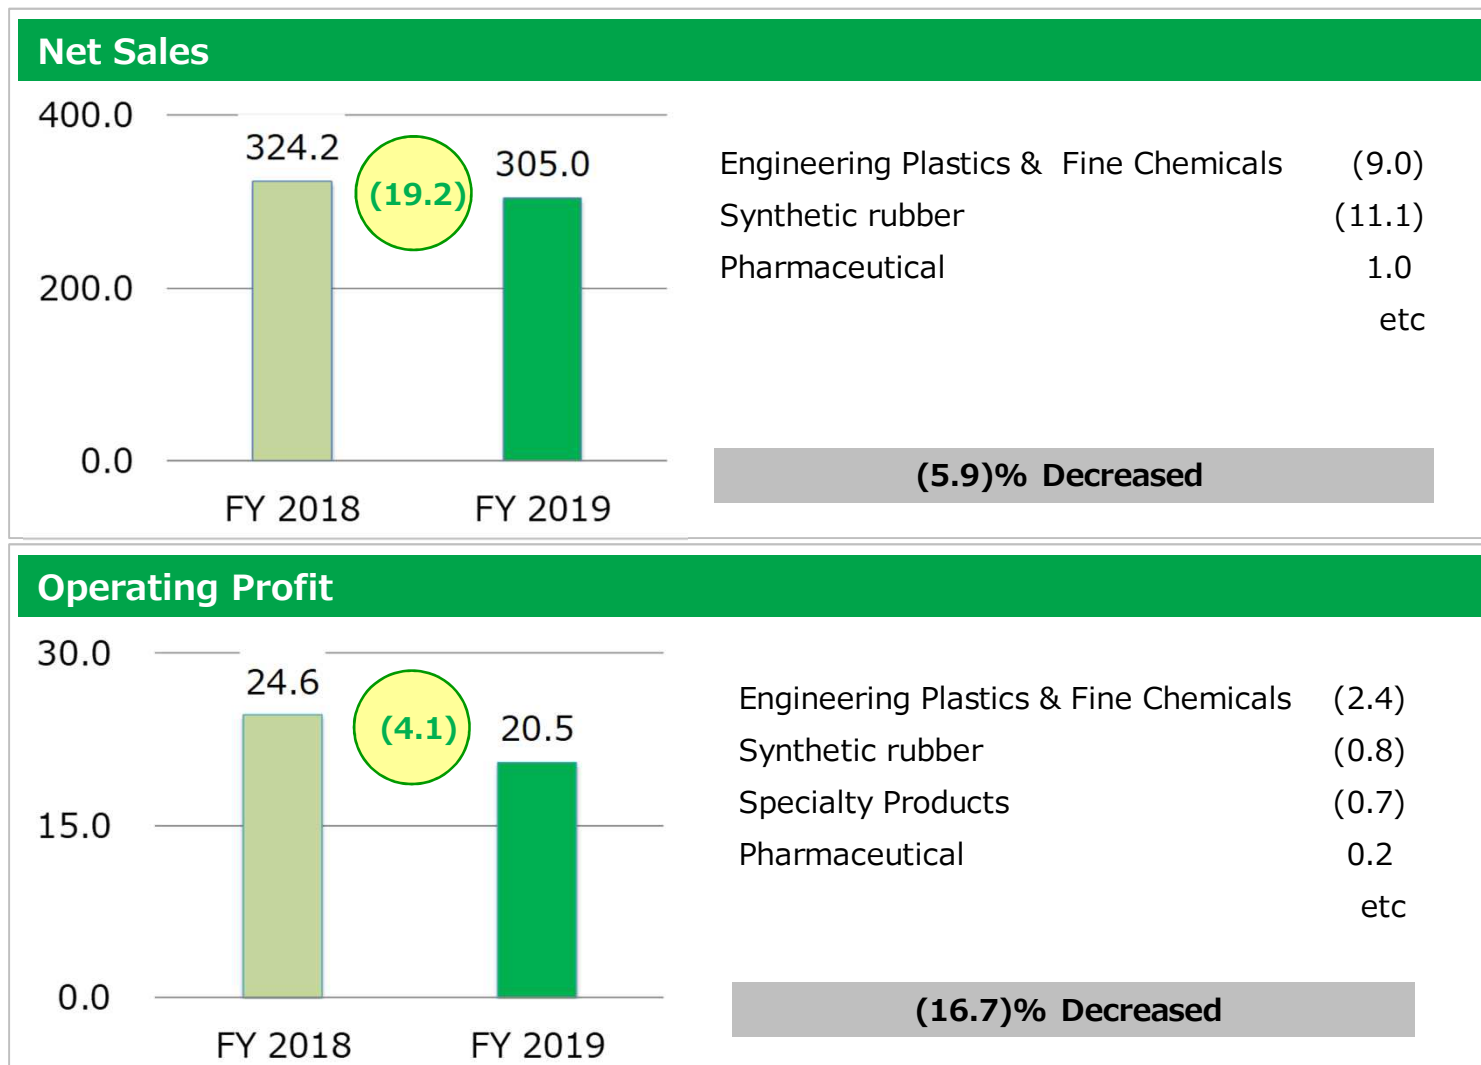 Net Sales
400.0
324.2
(19.2)
305.0
200.0
0.0
FY 2018 FY 2019
Engineering Plastics & Fine Chemicals (9.0)
Synthetic rubber (11.1)
Pharmaceutical 1.0
etc
(5.9)% Decreased
Operating Profit
30.0
24.6
(4.1)
20.5
15.0
0.0
FY 2018 FY 2019
Engineering Plastics & Fine Chemicals (2.4)
Synthetic rubber (0.8)
Specialty Products (0.7)
Pharmaceutical 0.2
etc
(16.7)% Decreased